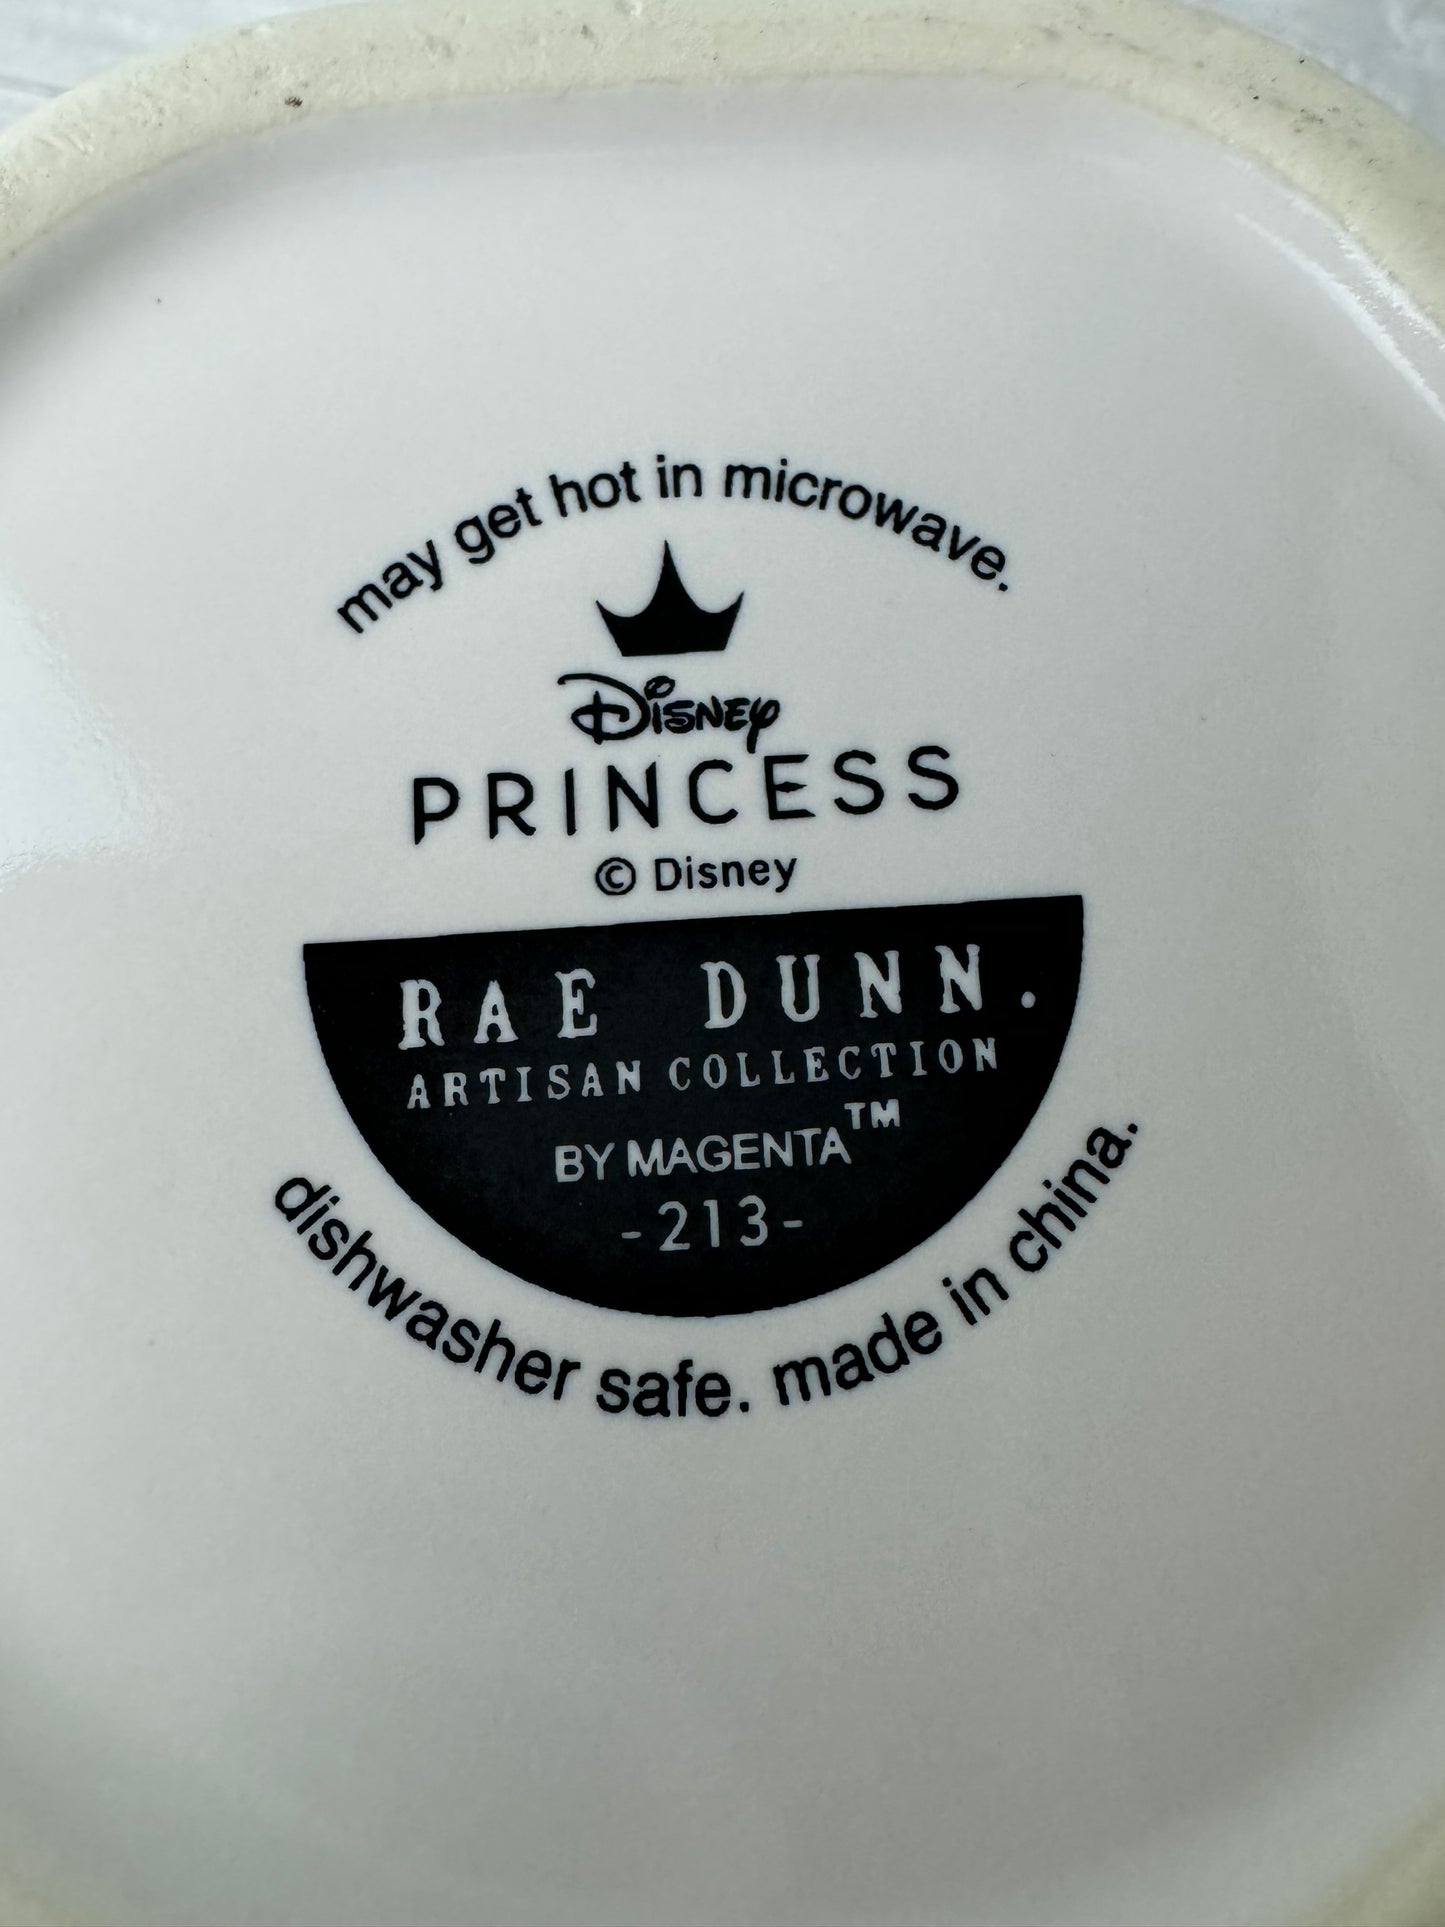 may get hot in microwave.
Disney
PRINCESS
© Disney
RAE DUNN.
ARTISAN COLLECTION
BY MAGENTA™
-213-
dishwasher safe. made in china.